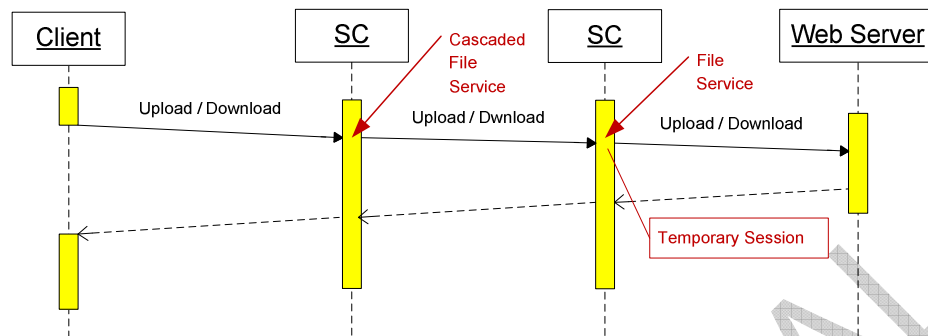 Client
SC
SC
Web Server
Cascaded
File
Service
File
Service
Upload / Download
Upload / Dwnload
Upload / Download
Temporary Session